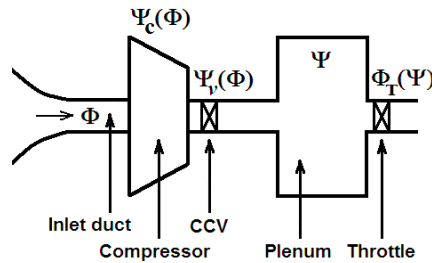 Ψc(Φ)
Ψv(Φ)
Ψ
ΦT(Ψ)
Φ
Inlet duct
CCV
Compressor
Plenum
Throttle